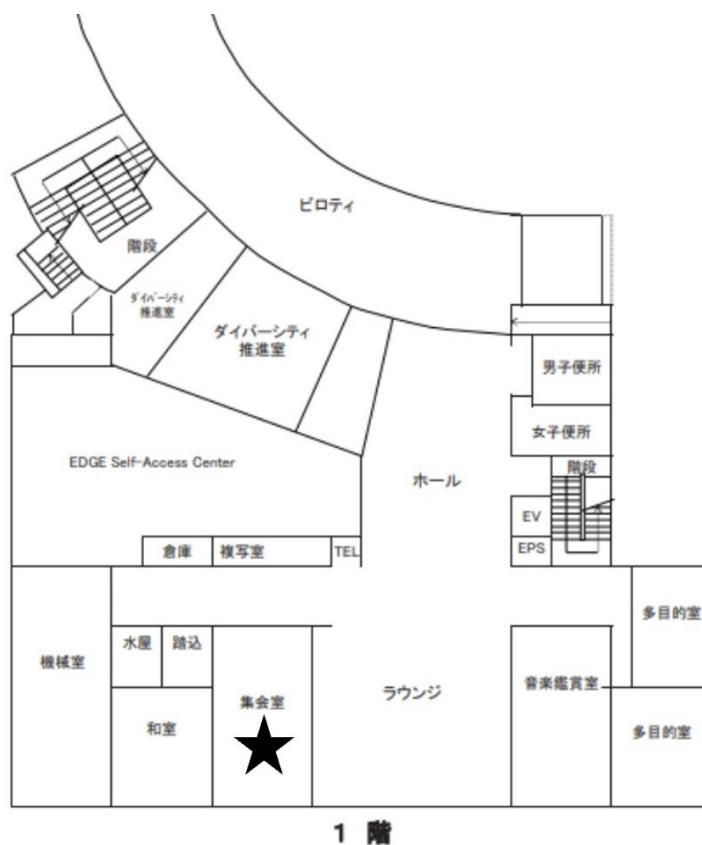 ピロティ
階段
ダイバーシティ
推進室
ダイバーシティ
推進室
男子便所
女子便所
階段
EDGE Self-Access Center
ホール
EV
倉庫
複写室
TEL
EPS
多目的室
水屋
踏込
機械室
集会室
ラウンジ
音楽鑑賞室
和室
多目的室
1 階